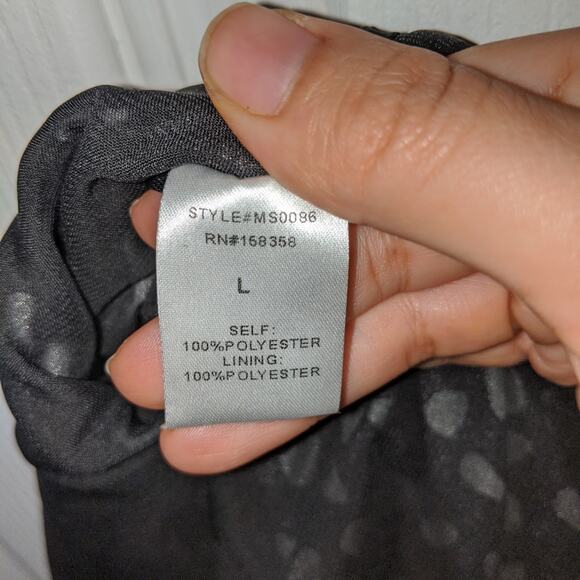 STYLE#MS0086
RN#158358
L
SELF:
100%POLYESTER
LINING:
100%POLYESTER